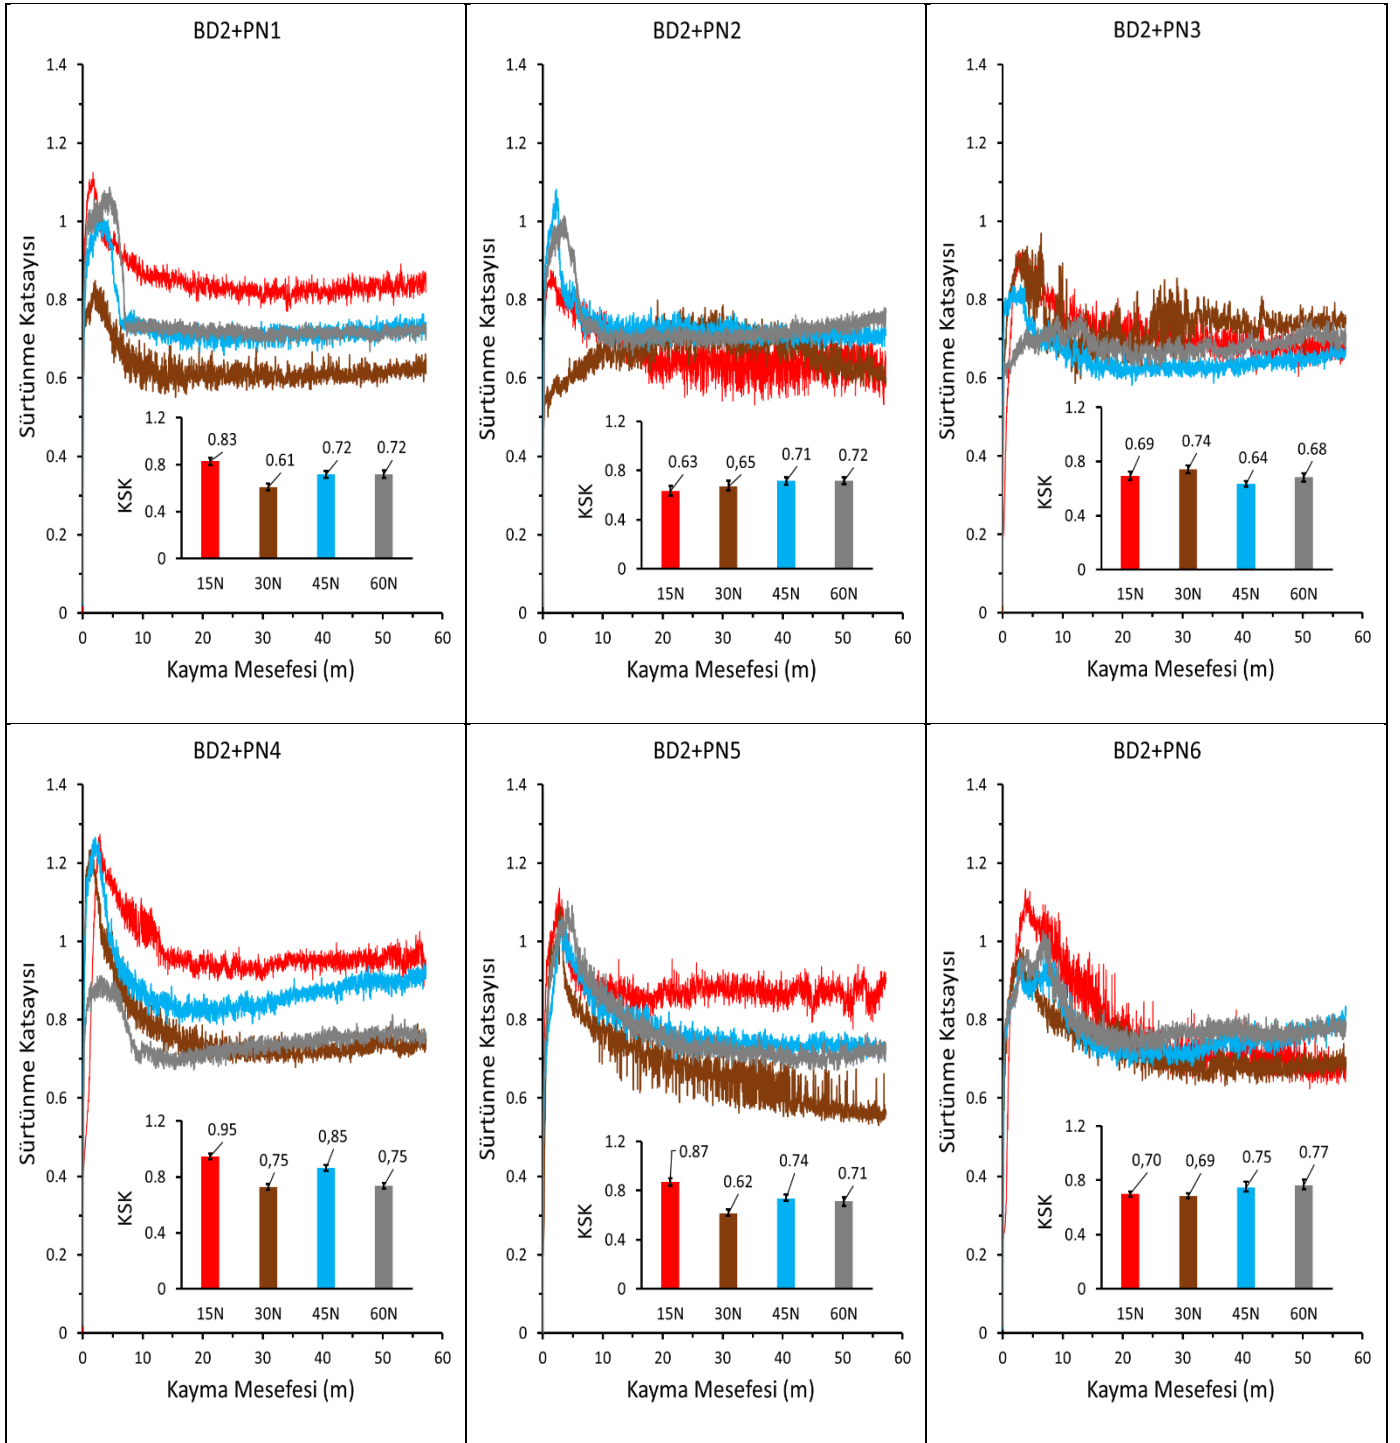 BD2+PN1
1.4
1.2
1
0.8
0.6
0.4
0.2
0
Sürtünme Katsayısı
1.2
0.8
0.4
0
KSK
0.83
0.61
0.72
0.72
15N 30N 45N 60N
0 10 20 30 40 50 60
Kayma Mesefesi (m)
BD2+PN2
1.4
1.2
1
0.8
0.6
0.4
0.2
0
Sürtünme Katsayısı
1.2
0.8
0.4
0
KSK
0.63
0,65
0.71
0.72
15N 30N 45N 60N
0 10 20 30 40 50 60
Kayma Mesefesi (m)
BD2+PN3
1.4
1.2
1
0.8
0.6
0.4
0.2
0
Sürtünme Katsayısı
1.2
0.8
0.4
0
KSK
0.69
0.74
0.64
0.68
15N 30N 45N 60N
0 10 20 30 40 50 60
Kayma Mesefesi (m)
BD2+PN4
1.4
1.2
1
0.8
0.6
0.4
0.2
0
Sürtünme Katsayısı
1.2
0.8
0.4
0
KSK
0.95
0,75
0.85
0,75
15N 30N 45N 60N
0 10 20 30 40 50 60
Kayma Mesefesi (m)
BD2+PN5
1.4
1.2
1
0.8
0.6
0.4
0.2
0
Sürtünme Katsayısı
1.2
0.8
0.4
0
KSK
0.87
0.62
0.74
0.71
15N 30N 45N 60N
0 10 20 30 40 50 60
Kayma Mesefesi (m)
BD2+PN6
1.4
1.2
1
0.8
0.6
0.4
0.2
0
Sürtünme Katsayısı
1.2
0.8
0.4
0
KSK
0,70
0.69
0.75
0.77
15N 30N 45N 60N
0 10 20 30 40 50 60
Kayma Mesefesi (m)